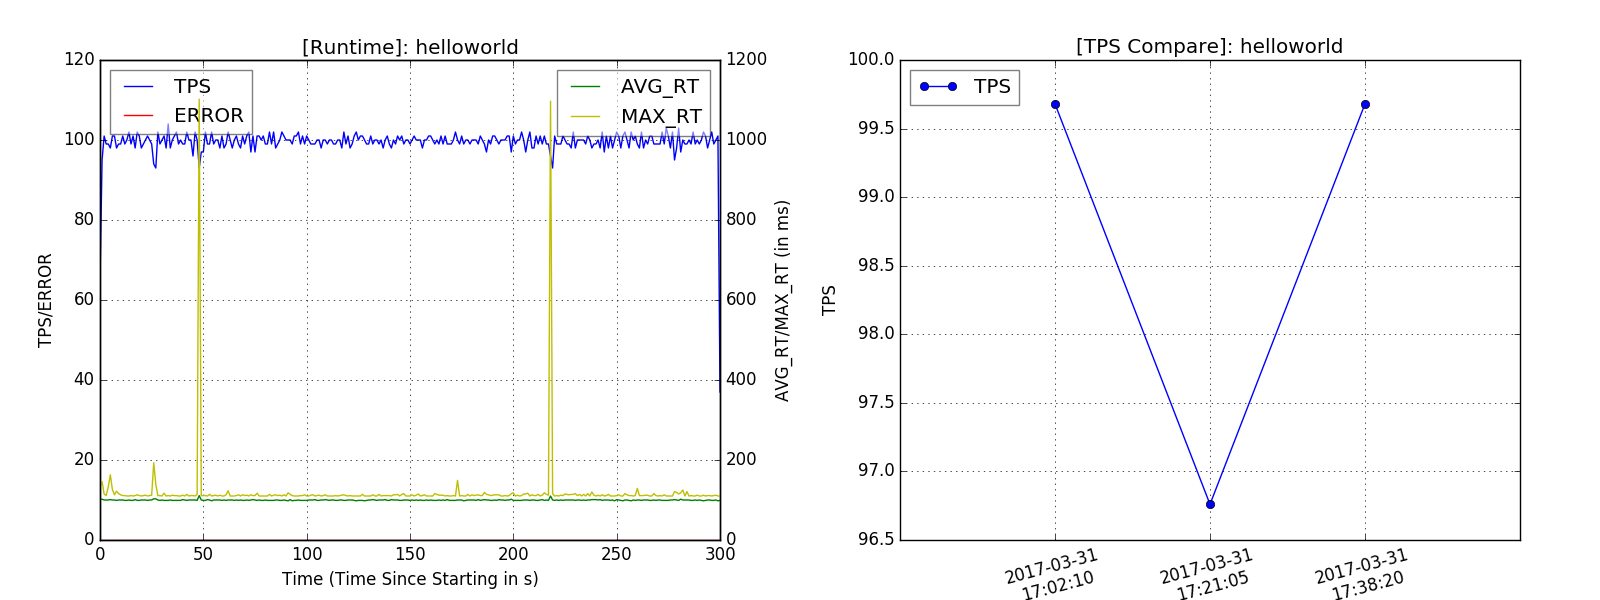 [Runtime]: helloworld
TPS
ERROR
AVG_RT
MAX_RT
120
100
80
60
40
20
0
TPS/ERROR
1200
1000
800
600
400
200
0
AVG_RT/MAX_RT (in ms)
0 50 100 150 200 250 300
Time (Time Since Starting in s)
[TPS Compare]: helloworld
TPS
100.0
99.5
99.0
98.5
98.0
97.5
97.0
96.5
TPS
2017-03-31
17:02:10
2017-03-31
17:21:05
2017-03-31
17:38:20